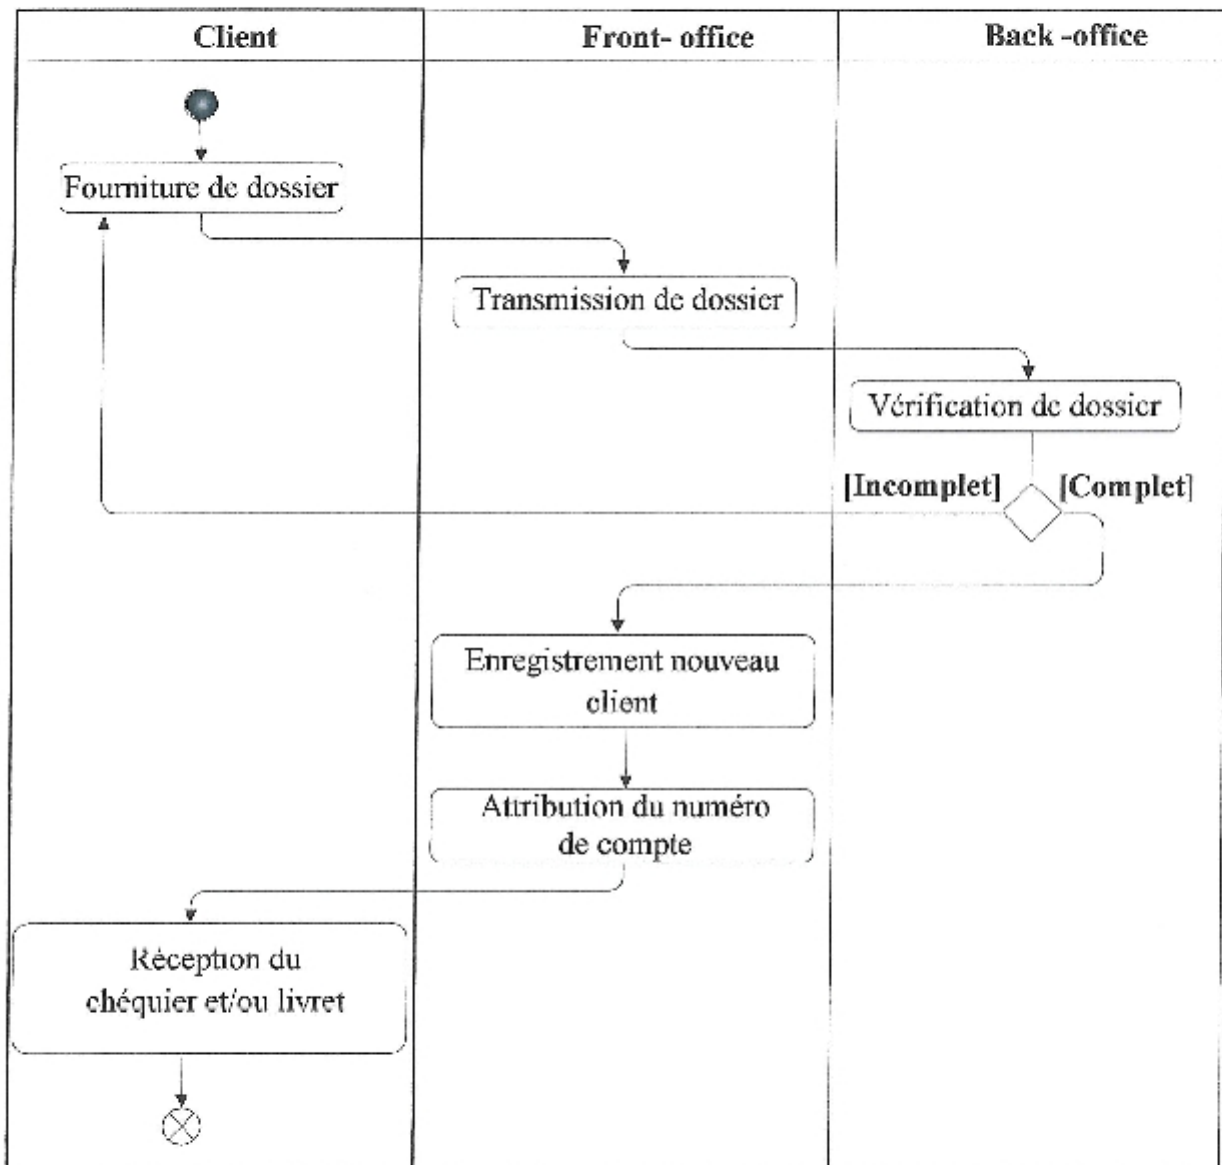 Client
Front- office
Back -office
Fourniture de dossier
Transmission de dossier
Vérification de dossier
[Incomplet]
[Complet]
Enregistrement nouveau
client
Attribution du numéro
de compte
Réception du
chéquier et/ou livret